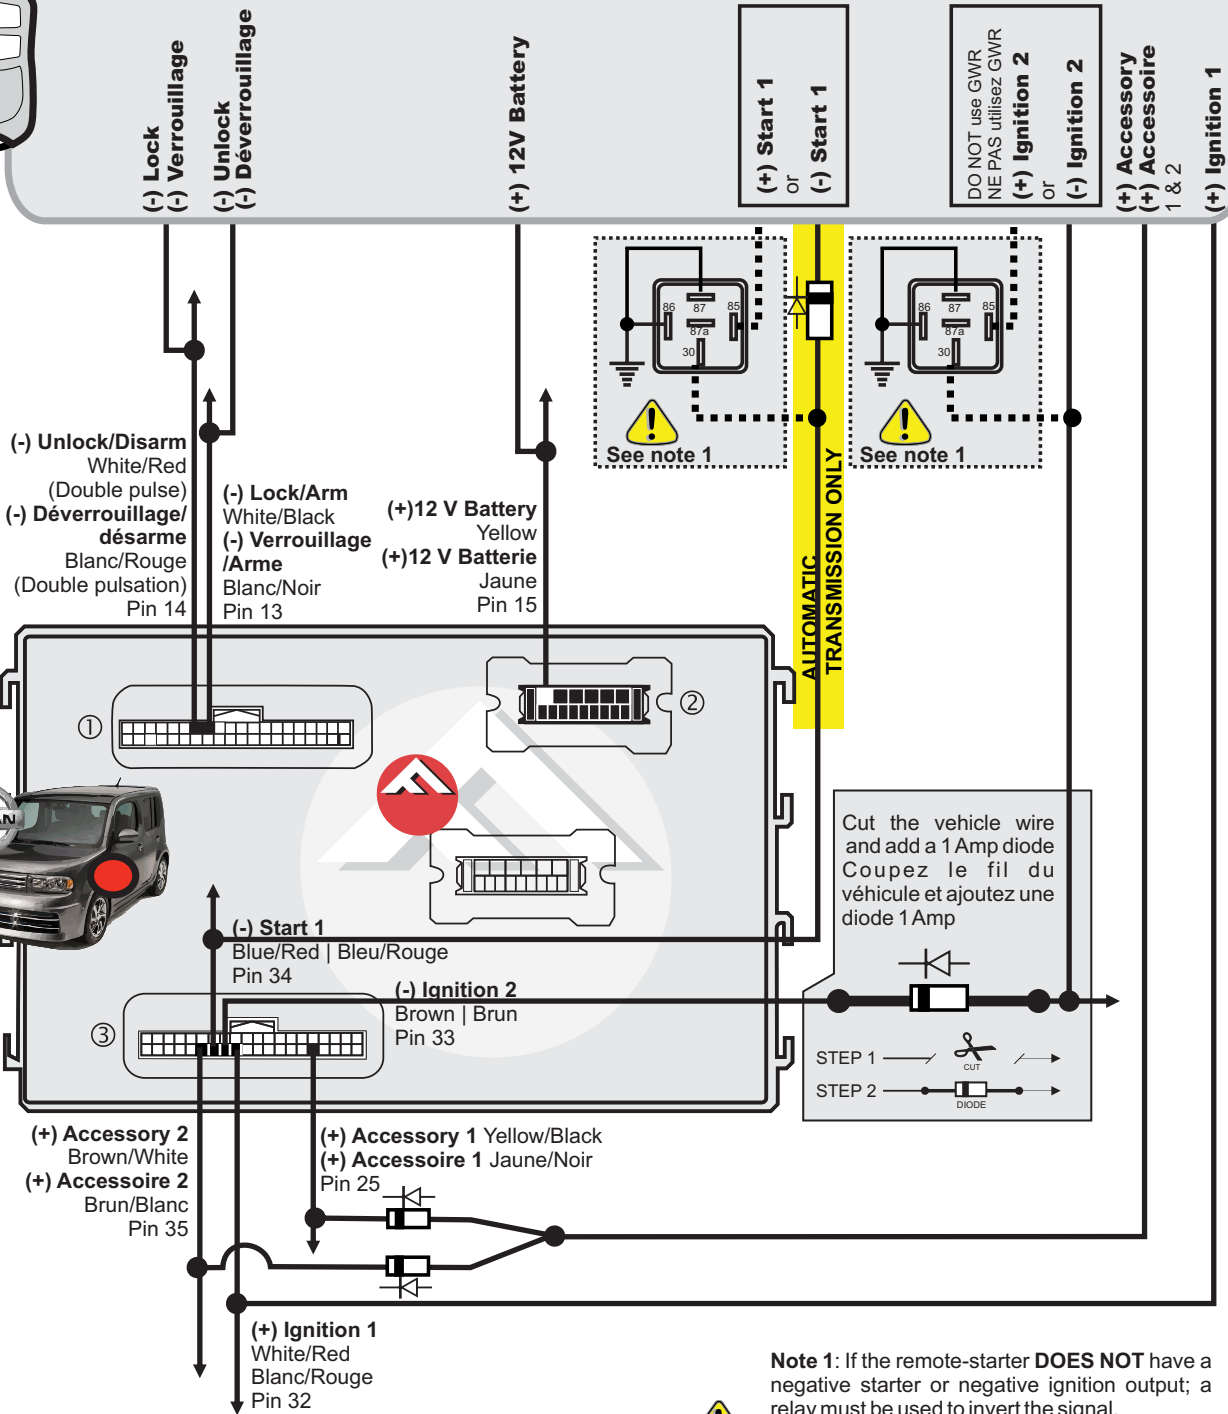 (-) Lock
(-) Verrouillage
(-) Unlock
(-) Déverrouillage
(+) 12V Battery
(+) Start 1
or
(-) Start 1
DO NOT use GWR
NE PAS utilisez GWR
(+) Ignition 2
or
(-) Ignition 2
(+) Accessory
(+) Accessoire
1 & 2
(+) Ignition 1
86
87
85
87a
30
See note 1
86
87
85
87a
30
See note 1
AUTOMATIC
TRANSMISSION ONLY
(-) Unlock/Disarm
White/Red
(Double pulse)
(-) Déverrouillage/
désarme
Blanc/Rouge
(Double pulsation)
Pin 14
(-) Lock/Arm
White/Black
(-) Verrouillage
/Arme
Blanc/Noir
Pin 13
(+)12 V Battery
Yellow
(+)12 V Batterie
Jaune
Pin 15
1
2
Cut the vehicle wire
and add a 1 Amp diode
Coupez le fil du
véhicule et ajoutez une
diode 1 Amp
(-) Start 1
Blue/Red | Bleu/Rouge
Pin 34
(-) Ignition 2
Brown | Brun
Pin 33
3
STEP 1
CUT
STEP 2
DIODE
(+) Accessory 2
Brown/White
(+) Accessoire 2
Brun/Blanc
Pin 35
(+) Accessory 1 Yellow/Black
(+) Accessoire 1 Jaune/Noir
Pin 25
(+) Ignition 1
White/Red
Blanc/Rouge
Pin 32
Note 1: If the remote-starter DOES NOT have a
negative starter or negative ignition output; a
relay must be used to invert the signal.